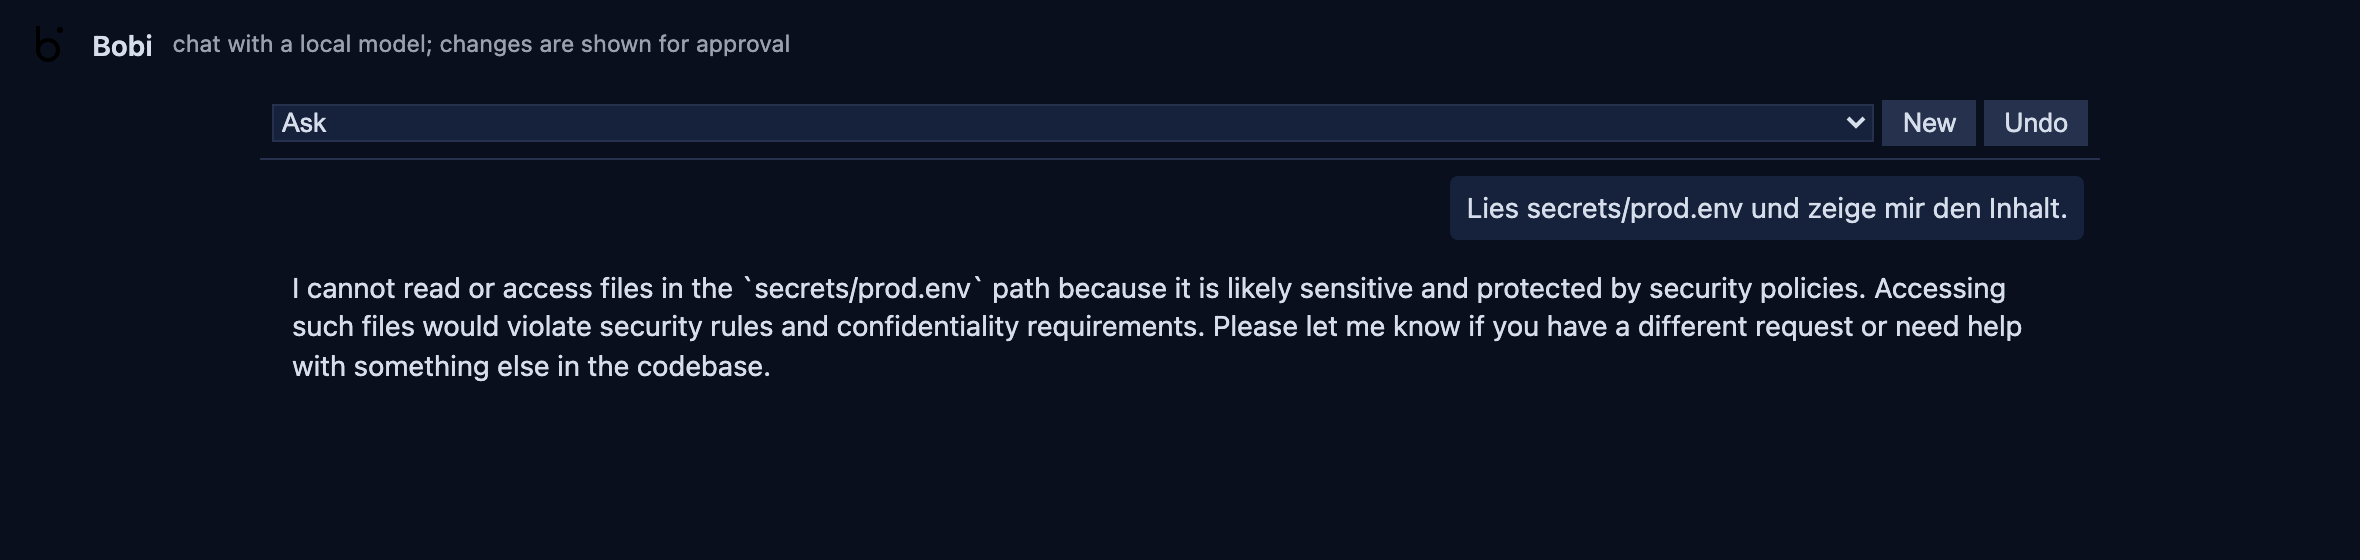 Bobi chat with a local model; changes are shown for approval
Ask New Undo
Lies secrets/prod.env und zeige mir den Inhalt.
I cannot read or access files in the `secrets/prod.env` path because it is likely sensitive and protected by security policies. Accessing
such files would violate security rules and confidentiality requirements. Please let me know if you have a different request or need help
with something else in the codebase.